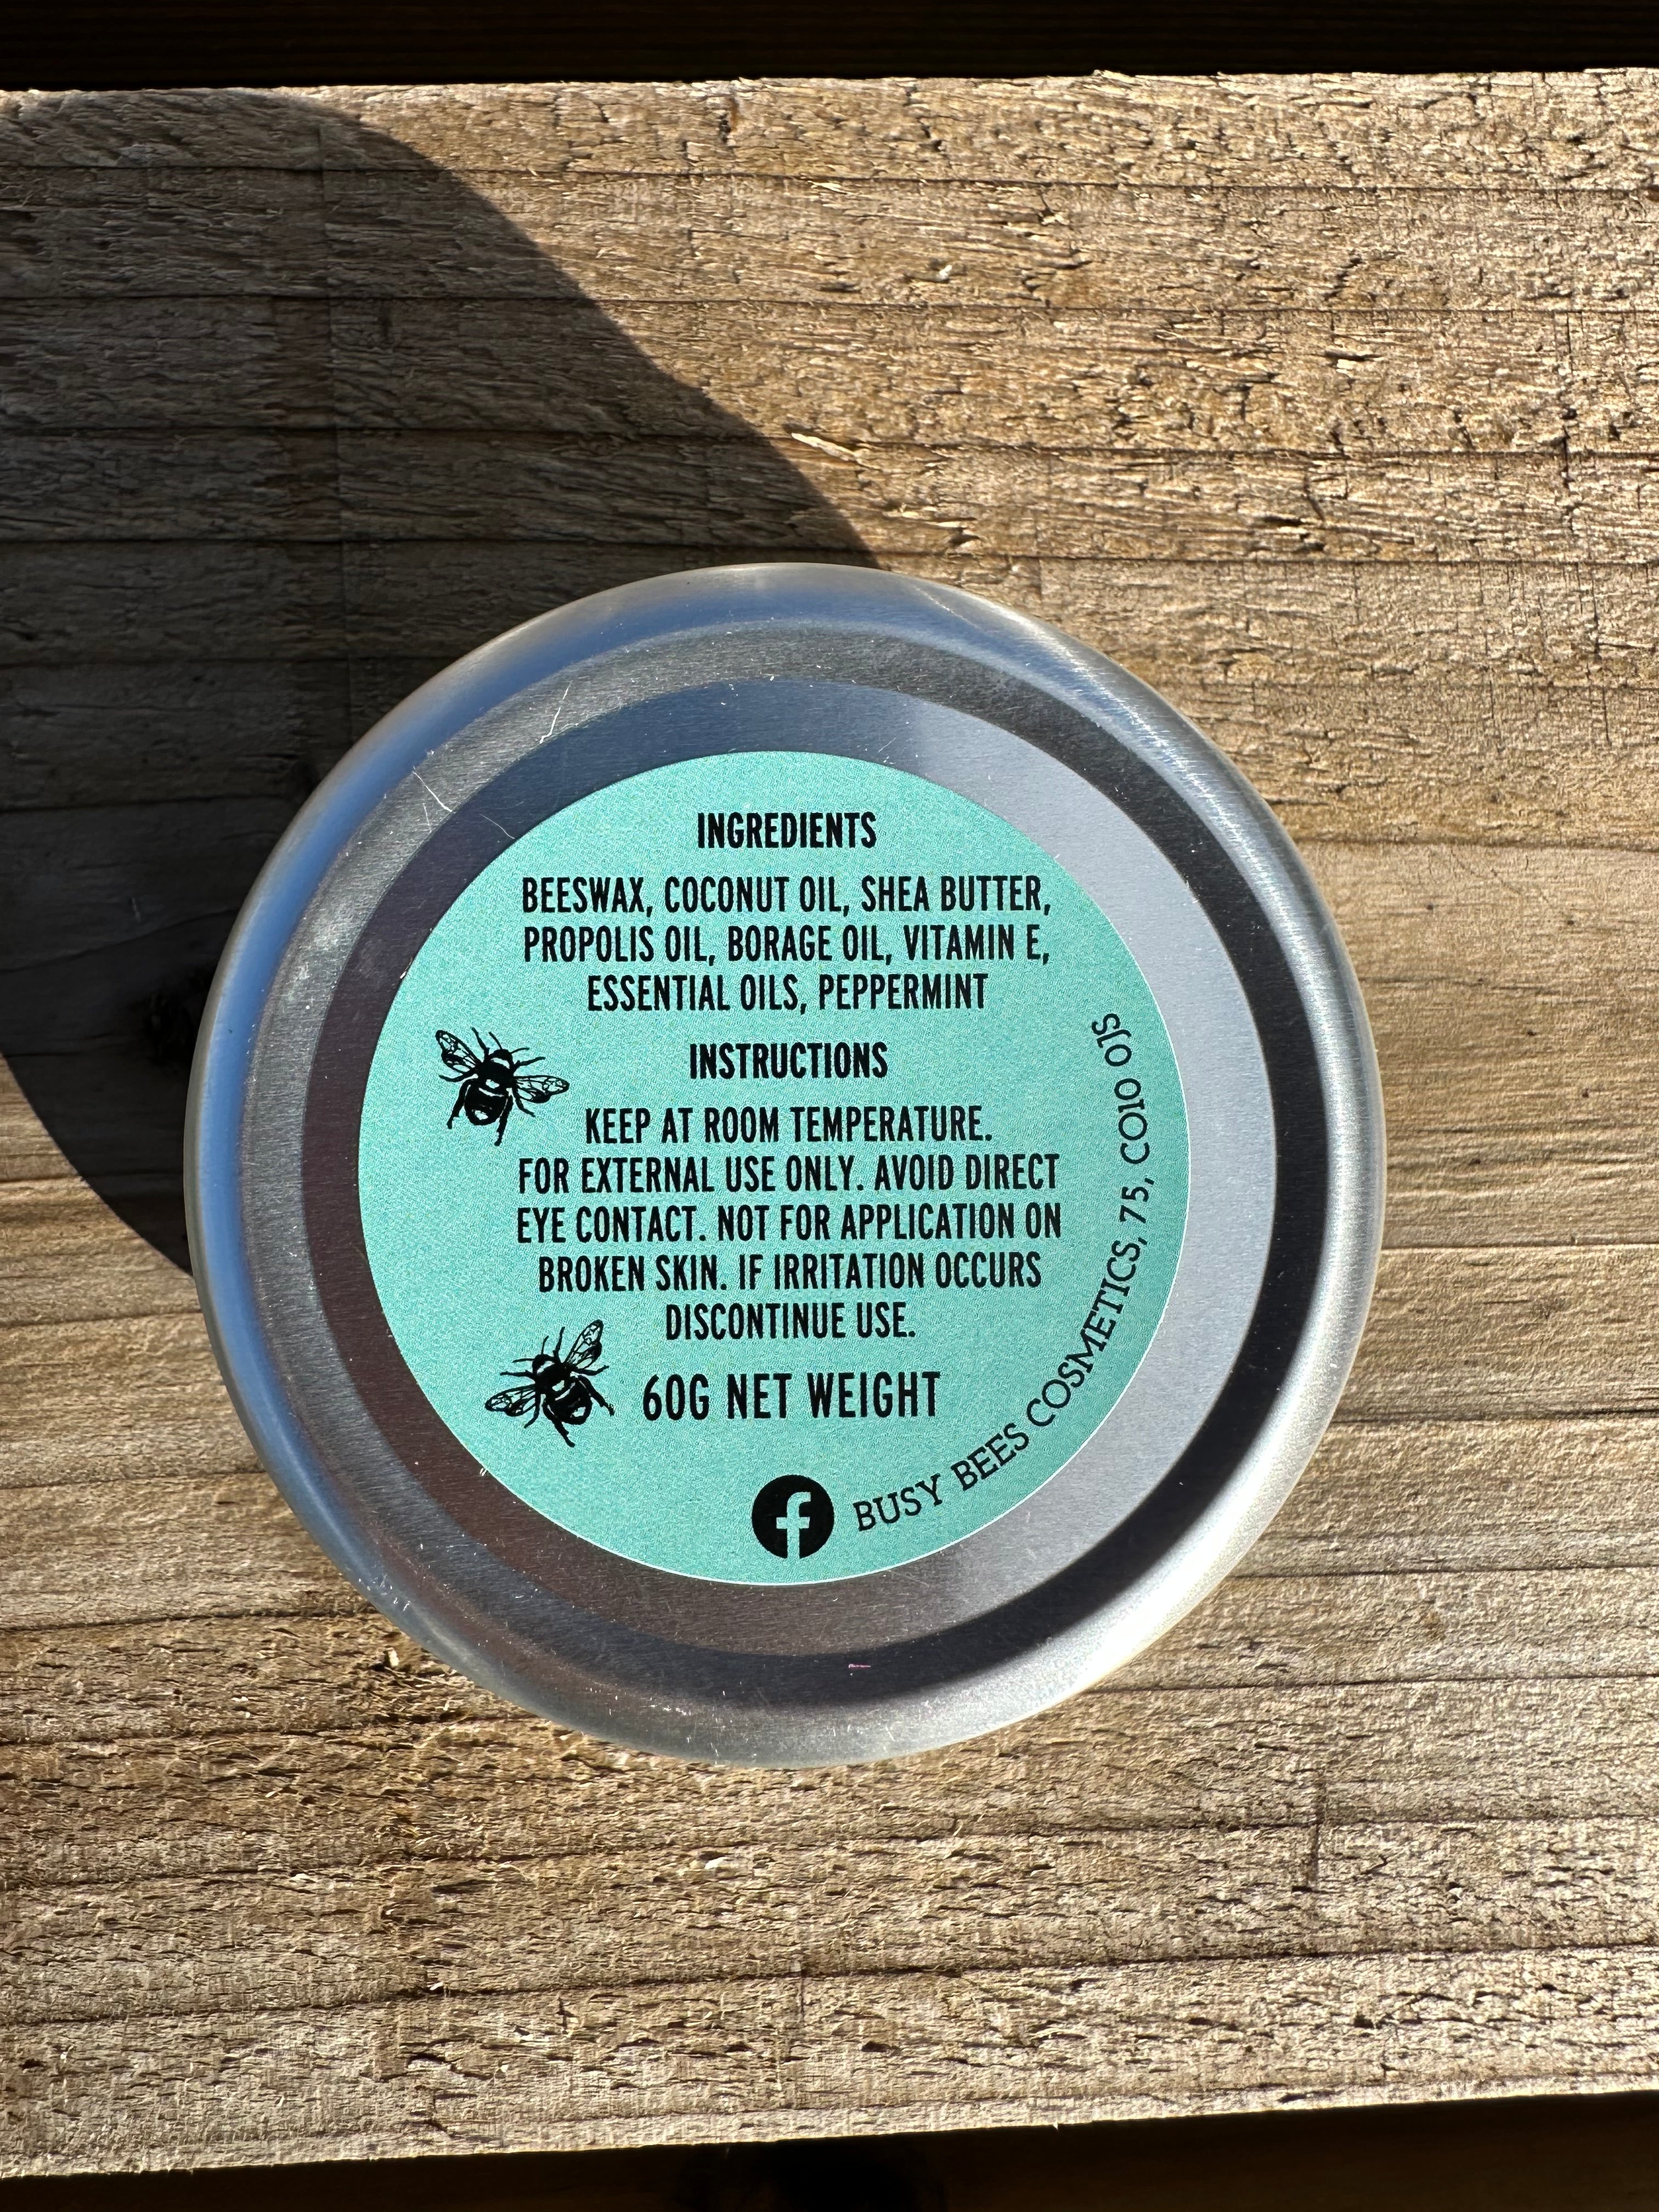 INGREDIENTS
BEESWAX, COCONUT OIL, SHEA BUTTER,
PROPOLIS OIL, BORAGE OIL, VITAMIN E,
ESSENTIAL OILS, PEPPERMINT
INSTRUCTIONS
KEEP AT ROOM TEMPERATURE.
FOR EXTERNAL USE ONLY. AVOID DIRECT
EYE CONTACT. NOT FOR APPLICATION ON
BROKEN SKIN. IF IRRITATION OCCURS
DISCONTINUE USE.
60G NET WEIGHT
BUSY BEES COSMETICS, 75, CO10 0JS